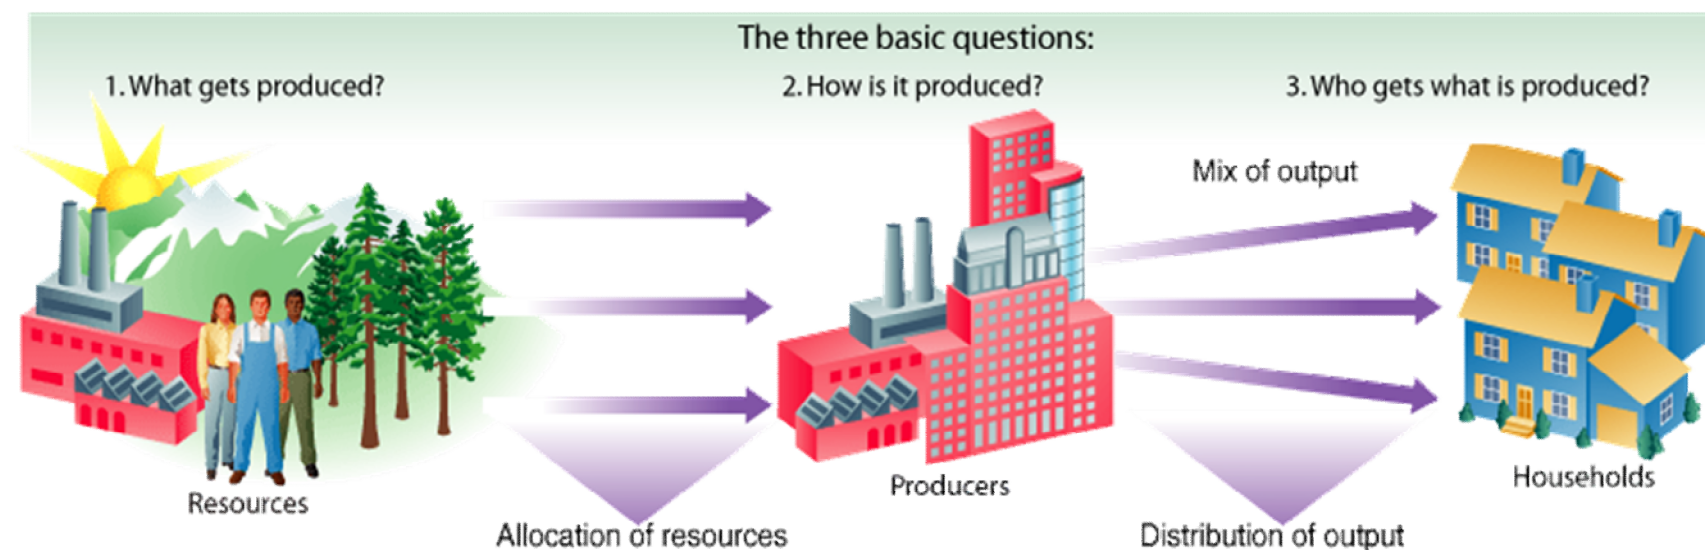 The three basic questions:
1. What gets produced?
2. How is it produced?
3. Who gets what is produced?
Mix of output
Resources
Producers
Households
Allocation of resources
Distribution of output